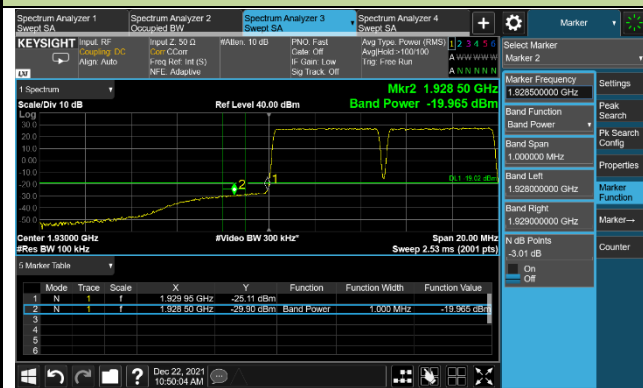 Spectrum Analyzer 1
Swept SA
Spectrum Analyzer 2
Occupied BW
Spectrum Analyzer 3
Swept SA
Spectrum Analyzer 4
Swept SA
+
Marker
KEYSIGHT
LXI
Input: RF
Coupling: DC
Align: Auto
Input Z: 50 Ω
Corr CCorr
Freq Ref: Int (S)
NFE: Adaptive
#Atten: 10 dB
PNO: Fast
Gate: Off
IF Gain: Low
Sig Track: Off
Avg Type: Power (RMS)
Avg|Hold >100/100
Trig: Free Run
1 2 3 4 5 6
A W W W W W
A N N N N N
Select Marker
Marker 2
1 Spectrum
Mkr2 1.928 50 GHz
Scale/Div 10 dB
Ref Level 40.00 dBm
Band Power -19.965 dBm
Log
30.0
20.0
10.0
0.00
-10.0
-20.0
-30.0
-40.0
-50.0
2
1
Center 1.93000 GHz
#Video BW 300 kHz*
Span 20.00 MHz
#Res BW 100 kHz
Sweep 2.53 ms (2001 pts)
5 Marker Table
Mode Trace Scale X Y Function Function Width Function Value
1 N 1 f 1.929 95 GHz -25.11 dBm
2 N 1 f 1.928 50 GHz -29.90 dBm Band Power 1.000 MHz -19.965 dBm
3
4
5
6
Marker Frequency
1.928500000 GHz
Band Function
Band Power
Band Span
1.000000 MHz
Band Left
1.928000000 GHz
Band Right
1.929000000 GHz
N dB Points
-3.01 dB
On
Off
Settings
Peak
Search
Pk Search
Config
Properties
Marker
Function
Marker→
Counter
?
Dec 22, 2021
10:50:04 AM